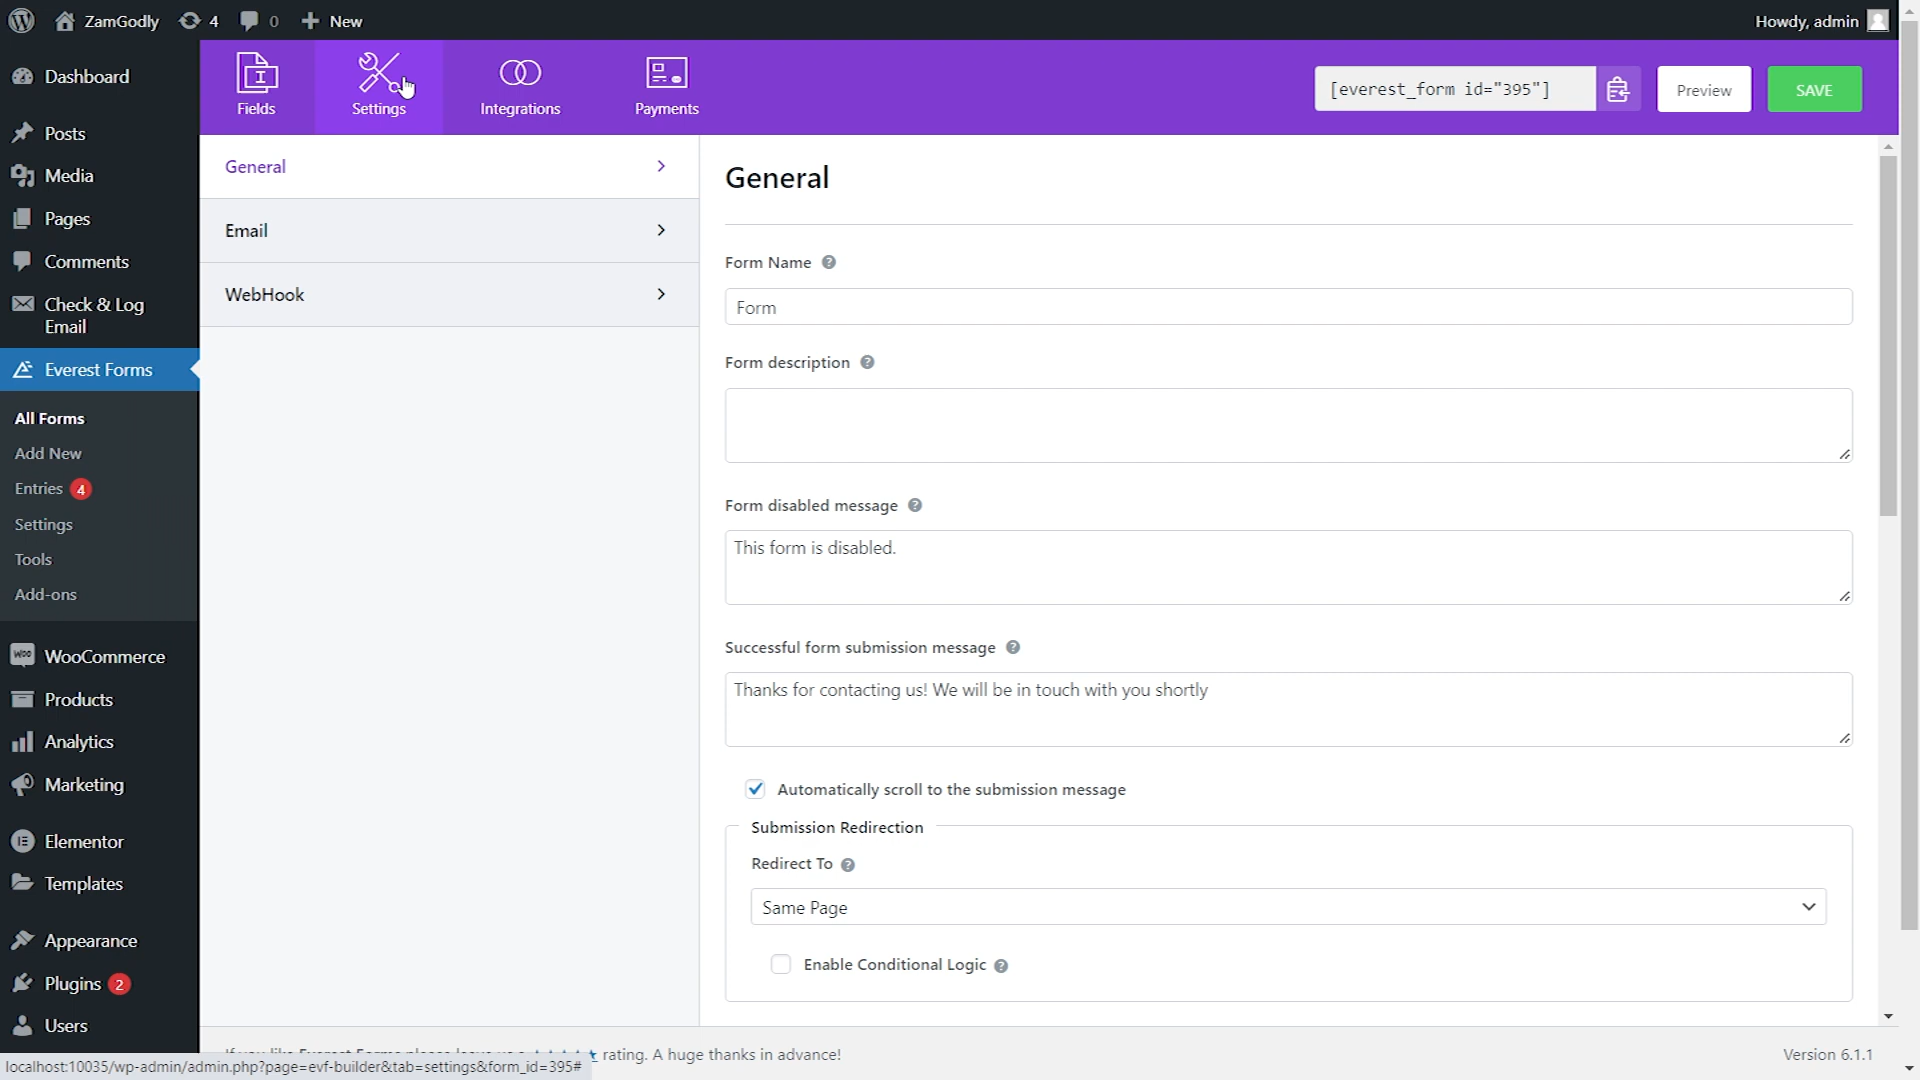 ZamGodly 4 0 New Howdy, admin
Dashboard
Posts
Media
Pages
Comments
Check & Log
Email
Everest Forms
All Forms
Add New
Entries 4
Settings
Tools
Add-ons
WooCommerce
Products
Analytics
Marketing
Elementor
Templates
Appearance
Plugins 2
Users
Fields
Settings
Integrations
Payments
[everest_form id="395"]
Preview
SAVE
General
Email
WebHook
General
Form Name
Form
Form description
Form disabled message
This form is disabled.
Successful form submission message
Thanks for contacting us! We will be in touch with you shortly
Automatically scroll to the submission message
Submission Redirection
Redirect To
Same Page
Enable Conditional Logic
rating. A huge thanks in advance!
Version 6.1.1
localhost:10035/wp-admin/admin.php?page=evf-builder&tab=settings&form_id=395#